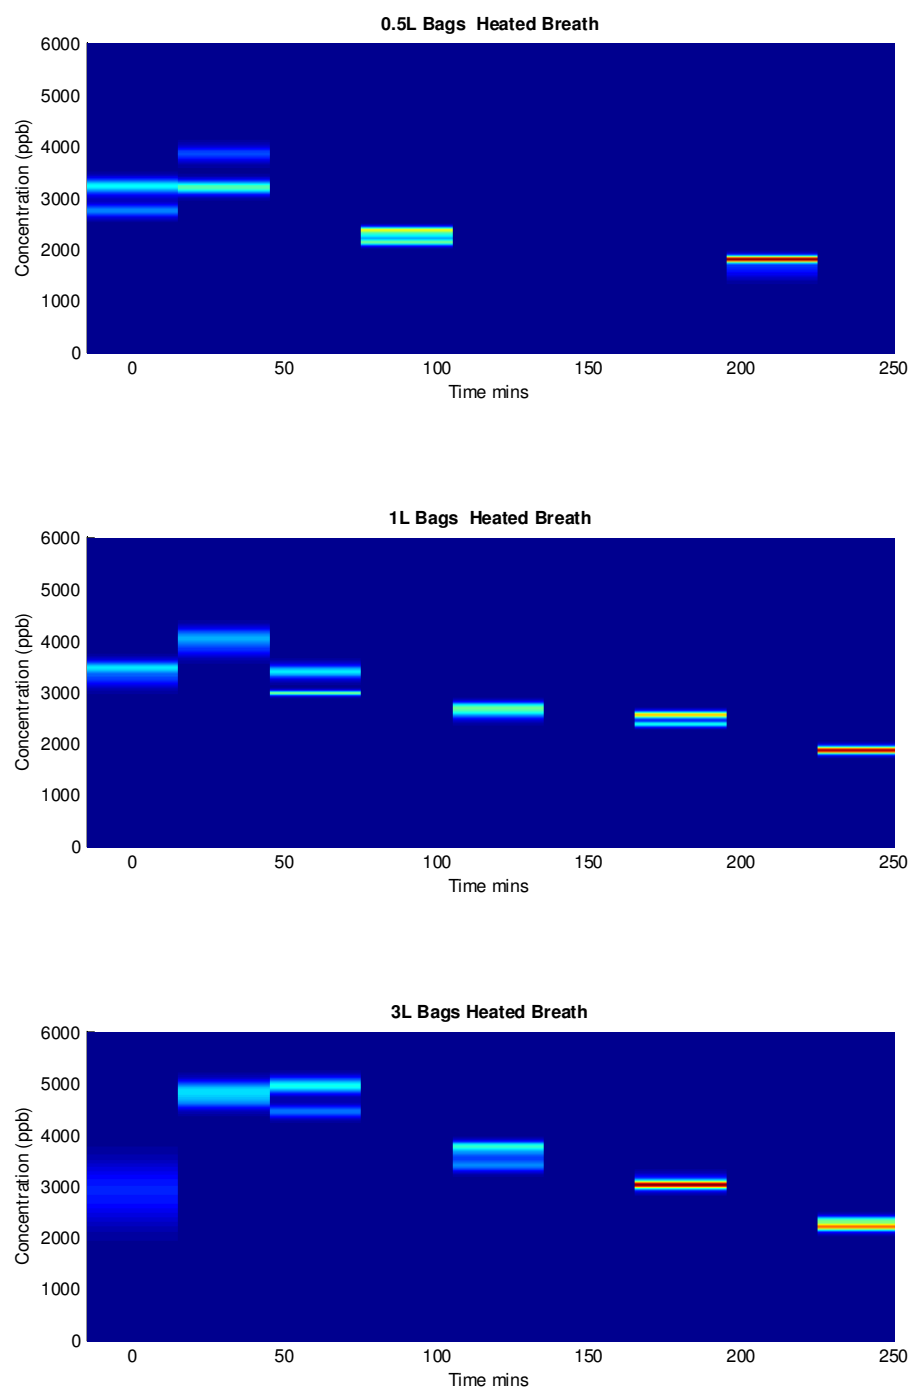 0.5L Bags  Heated Breath
6000
5000
4000
3000
2000
1000
0
Concentration (ppb)
0 50 100 150 200 250
Time mins
1L Bags  Heated Breath
6000
5000
4000
3000
2000
1000
0
Concentration (ppb)
0 50 100 150 200 250
Time mins
3L Bags Heated Breath
6000
5000
4000
3000
2000
1000
0
Concentration (ppb)
0 50 100 150 200 250
Time mins